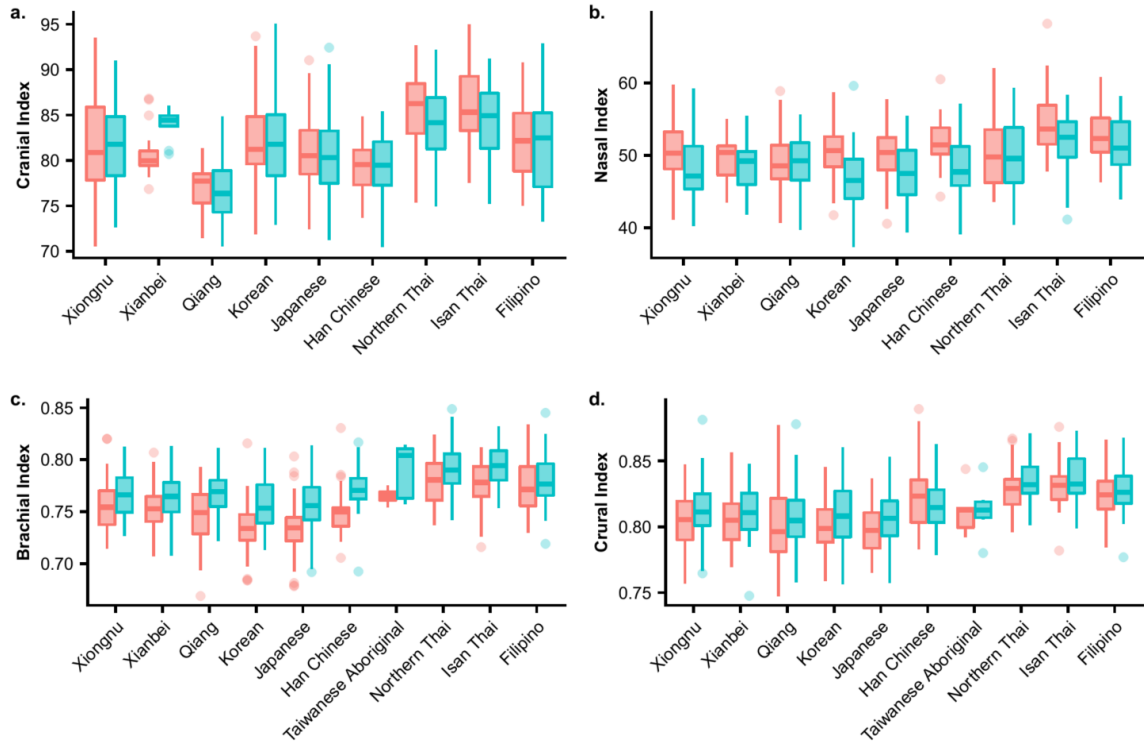 a.
Cranial Index
95
90
85
80
75
70
Xiongnu
Xianbei
Qiang
Korean
Japanese
Han Chinese
Northern Thai
Isan Thai
Filipino
b.
Nasal Index
60
50
40
Xiongnu
Xianbei
Qiang
Korean
Japanese
Han Chinese
Northern Thai
Isan Thai
Filipino
c.
Brachial Index
0.85
0.80
0.75
0.70
Xiongnu
Xianbei
Qiang
Korean
Japanese
Han Chinese
Taiwanese Aboriginal
Northern Thai
Isan Thai
Filipino
d.
Crural Index
0.85
0.80
0.75
Xiongnu
Xianbei
Qiang
Korean
Japanese
Han Chinese
Taiwanese Aboriginal
Northern Thai
Isan Thai
Filipino